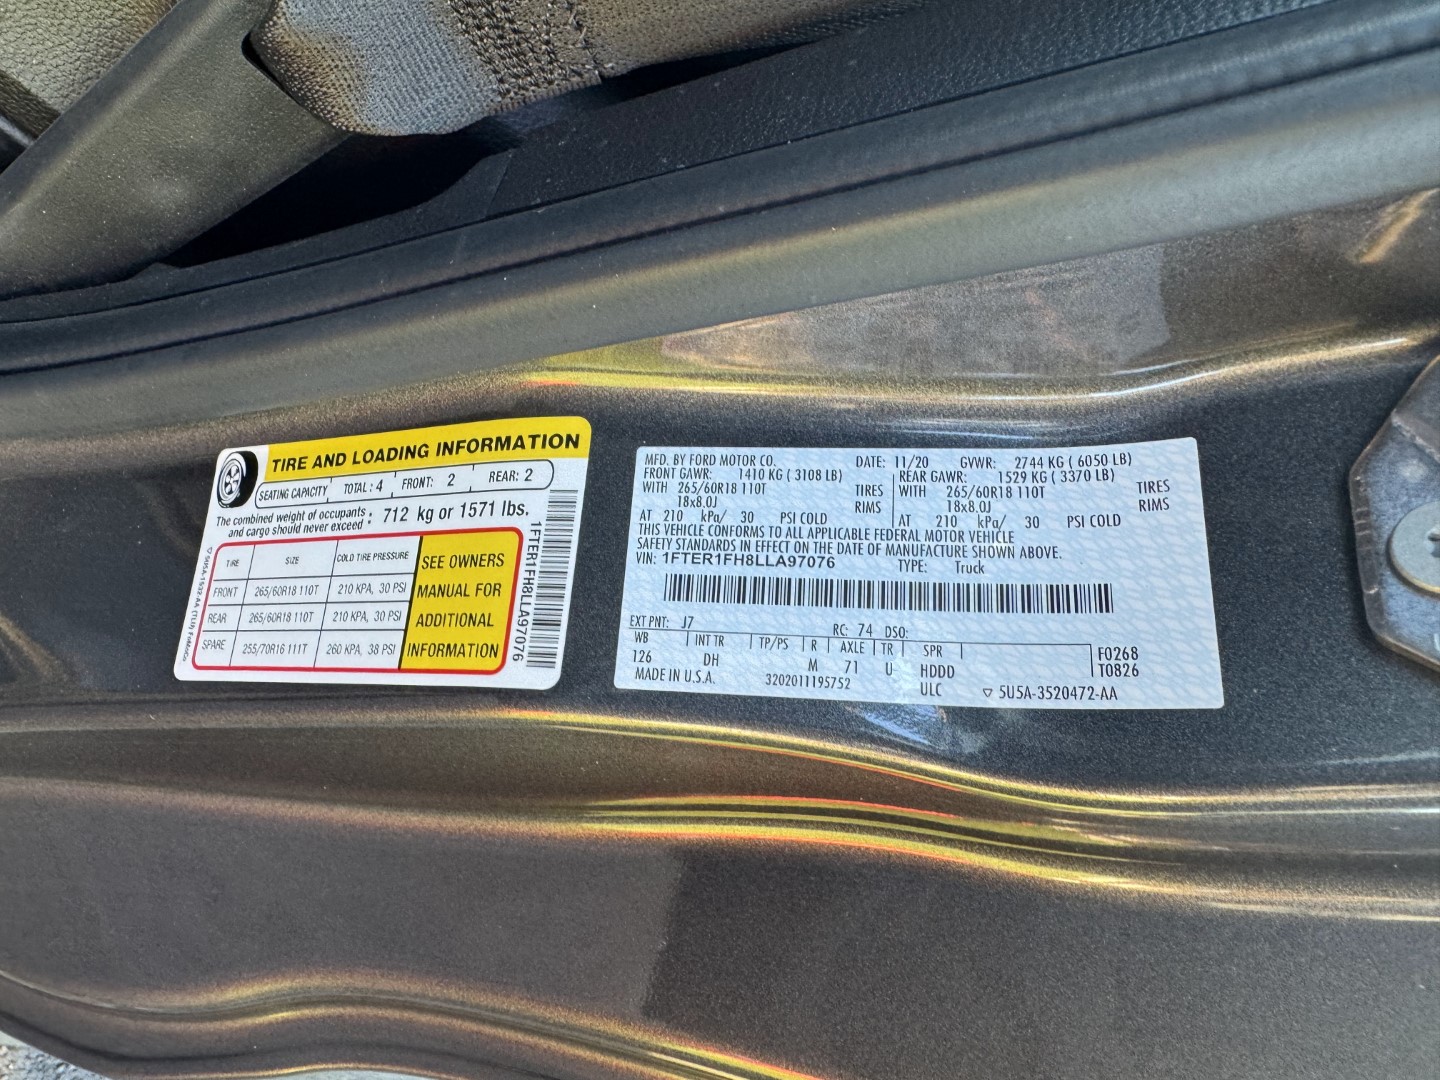 TIRE AND LOADING INFORMATION
SEATING CAPACITY TOTAL : 4 FRONT: 2 REAR: 2
The combined weight of occupants
and cargo should never exceed : 712 kg or 1571 lbs.
TIRE SIZE COLD TIRE PRESSURE
FRONT 265/60R18 110T 210 KPA, 30 PSI
REAR 265/60R18 110T 210 KPA, 30 PSI
SPARE 255/70R16 111T 260 KPA, 38 PSI
SEE OWNERS
MANUAL FOR
ADDITIONAL
INFORMATION
1FTER1FH8LLA97076
MFD. BY FORD MOTOR CO. DATE: 11/20 GVWR: 2744 KG ( 6050 LB)
FRONT GAWR: 1410 KG ( 3108 LB) REAR GAWR: 1529 KG ( 3370 LB)
WITH 265/60R18 110T TIRES WITH 265/60R18 110T TIRES
18x8.0J RIMS 18x8.0J RIMS
AT 210 kPa/ 30 PSI COLD AT 210 kPa/ 30 PSI COLD
THIS VEHICLE CONFORMS TO ALL APPLICABLE FEDERAL MOTOR VEHICLE
SAFETY STANDARDS IN EFFECT ON THE DATE OF MANUFACTURE SHOWN ABOVE.
VIN: 1FTER1FH8LLA97076 TYPE: Truck
EXT PNT: J7 RC: 74 DSO:
WB INT TR TP/PS R AXLE TR SPR F0268
126 DH M 71 U HDDD T0826
MADE IN U.S.A. 3202011195752 ULC ▽ 5U5A-3520472-AA